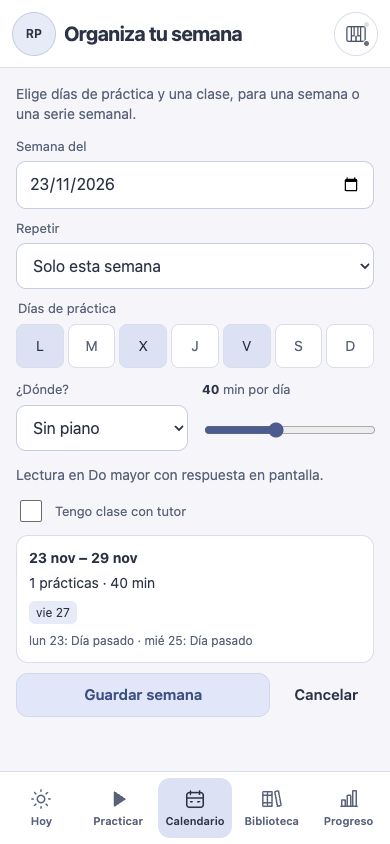 RP Organiza tu semana
Elige días de práctica y una clase, para una semana o
una serie semanal.
Semana del
23/11/2026
Repetir
Solo esta semana
Días de práctica
L M X J V S D
¿Dónde? 40 min por día
Sin piano
Lectura en Do mayor con respuesta en pantalla.
Tengo clase con tutor
23 nov – 29 nov
1 prácticas · 40 min
vie 27
lun 23: Día pasado · mié 25: Día pasado
Guardar semana Cancelar
Hoy Practicar Calendario Biblioteca Progreso